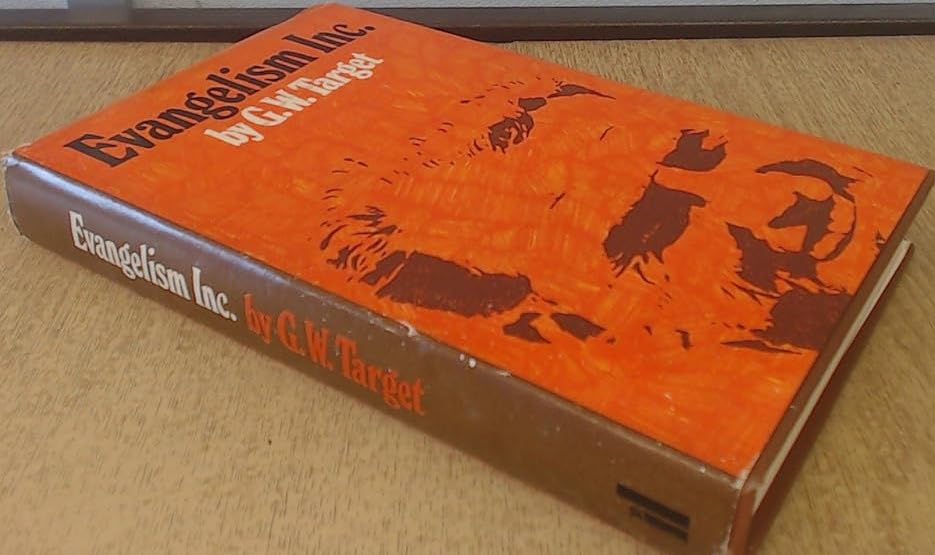 Evangelism Inc.
by G.W. Target
Evangelism Inc. by G.W. Target